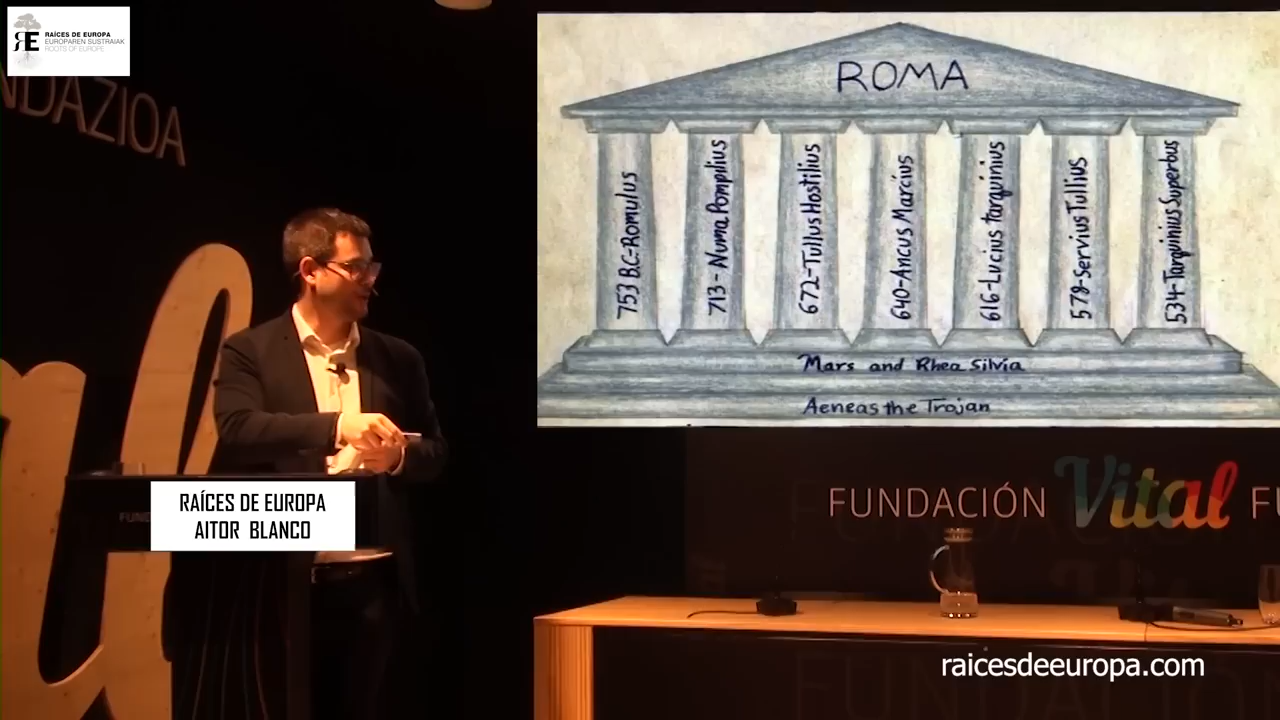 RAÍCES DE EUROPA
EUROPAREN SUSTRAIAK
ROOTS OF EUROPE
NDAZIOA
ROMA
753 B.C-Romulus
713- Numa Pompilius
672-Tullus Hostilius
640-Ancus Marcius
616-Lucius tarquinius
578-Servius Tullius
534-Tarquinius Superbus
Mars and Rhea Silvia
Aeneas the Trojan
RAÍCES DE EUROPA
AITOR BLANCO
FUNDACIÓN Vital FU
raicesdeeuropa.com